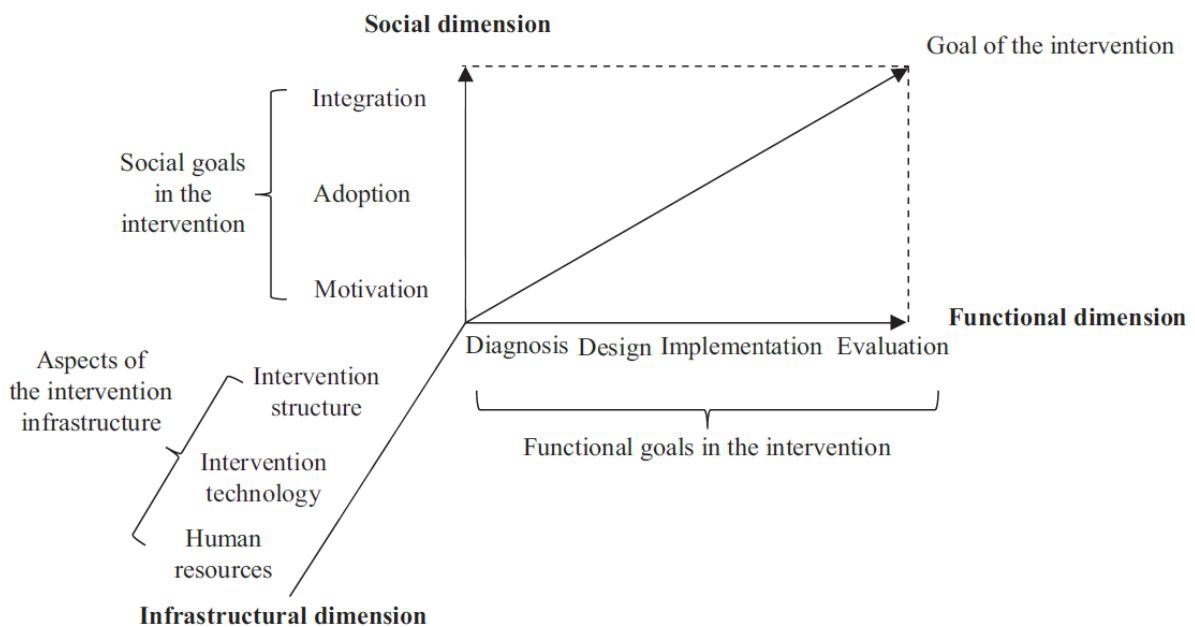 Social dimension
Goal of the intervention
Integration
Social goals
in the
intervention
Adoption
Motivation
Functional dimension
Diagnosis Design Implementation Evaluation
Functional goals in the intervention
Aspects of
the intervention
infrastructure
Intervention
structure
Intervention
technology
Human
resources
Infrastructural dimension